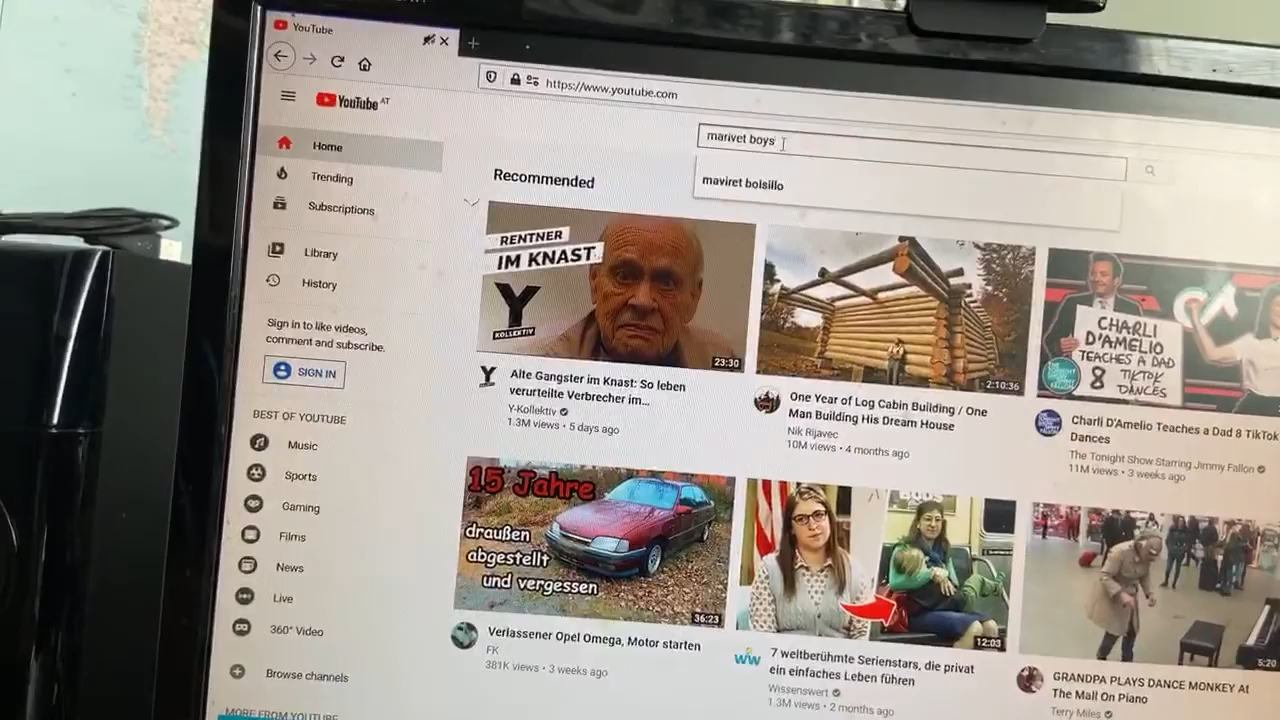 YouTube
https://www.youtube.com
YouTube AT
marivet boys
maviret bolsillo
Home
Trending
Subscriptions
Library
History
Sign in to like videos,
comment and subscribe.
SIGN IN
BEST OF YOUTUBE
Music
Sports
Gaming
Films
News
Live
360° Video
Browse channels
MORE FROM YOUTUBE
Recommended
RENTNER
IM KNAST
Y
KOLLEKTIV
23:30
Alte Gangster im Knast: So leben
verurteilte Verbrecher im...
Y-Kollektiv
1.3M views • 5 days ago
2:10:36
One Year of Log Cabin Building / One
Man Building His Dream House
Nik Rijavec
10M views • 4 months ago
CHARLI
D'AMELIO
TEACHES A DAD
8 TIKTOK
DANCES
Charli D'Amelio Teaches a Dad 8 TikTok
Dances
The Tonight Show Starring Jimmy Fallon
11M views • 3 weeks ago
15 Jahre
draußen
abgestellt
und vergessen
36:23
Verlassener Opel Omega, Motor starten
FK
381K views • 3 weeks ago
12:03
7 weltberühmte Serienstars, die privat
ein einfaches Leben führen
Wissenswert
1.3M views • 2 months ago
5:20
GRANDPA PLAYS DANCE MONKEY At
The Mall On Piano
Terry Miles